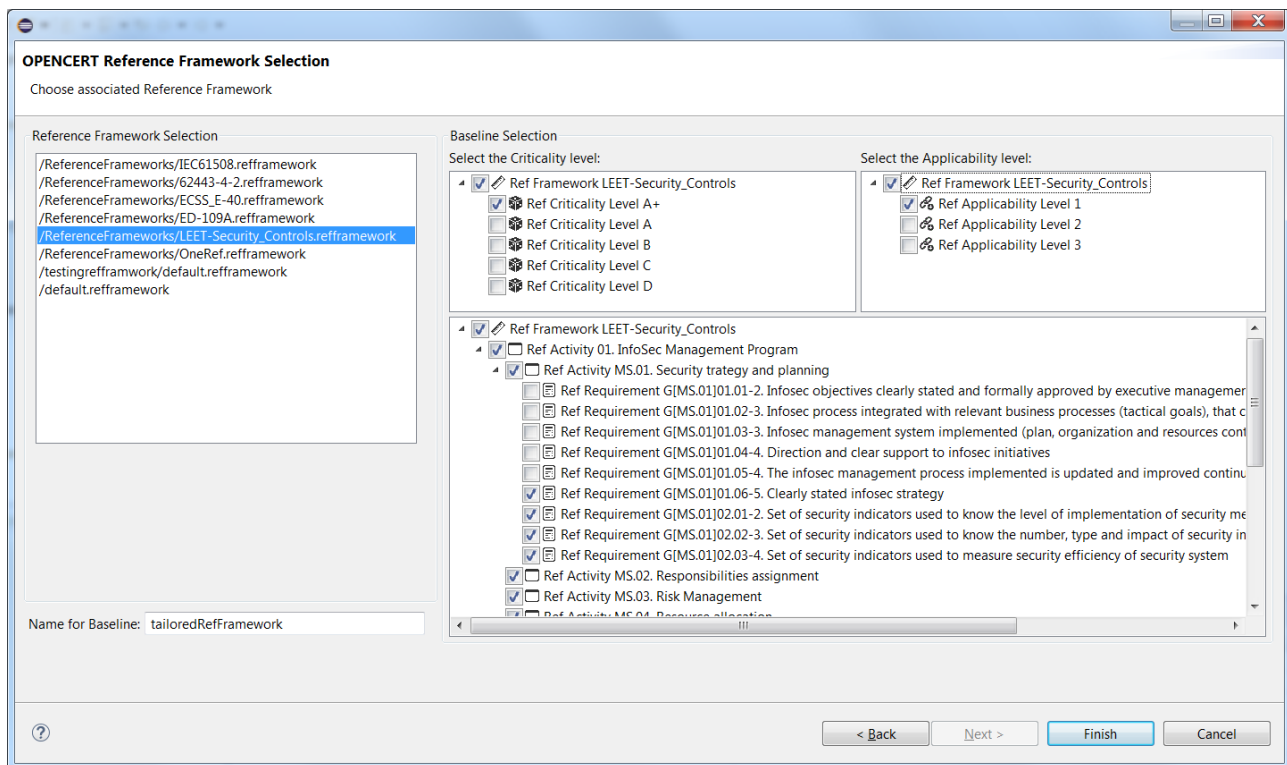 OPENCERT Reference Framework Selection
Choose associated Reference Framework
Reference Framework Selection
/ReferenceFrameworks/IEC61508.refframework
/ReferenceFrameworks/62443-4-2.refframework
/ReferenceFrameworks/ECSS_E-40.refframework
/ReferenceFrameworks/ED-109A.refframework
/ReferenceFrameworks/LEET-Security_Controls.refframework
/ReferenceFrameworks/OneRef.refframework
/testingrefframwork/default.refframework
/default.refframework
Name for Baseline: tailoredRefFramework
Baseline Selection
Select the Criticality level:
Ref Framework LEET-Security_Controls
Ref Criticality Level A+
Ref Criticality Level A
Ref Criticality Level B
Ref Criticality Level C
Ref Criticality Level D
Select the Applicability level:
Ref Framework LEET-Security_Controls
Ref Applicability Level 1
Ref Applicability Level 2
Ref Applicability Level 3
Ref Framework LEET-Security_Controls
Ref Activity 01. InfoSec Management Program
Ref Activity MS.01. Security trategy and planning
Ref Requirement G[MS.01]01.01-2. Infosec objectives clearly stated and formally approved by executive managemer
Ref Requirement G[MS.01]01.02-3. Infosec process integrated with relevant business processes (tactical goals), that c
Ref Requirement G[MS.01]01.03-3. Infosec management system implemented (plan, organization and resources cont
Ref Requirement G[MS.01]01.04-4. Direction and clear support to infosec initiatives
Ref Requirement G[MS.01]01.05-4. The infosec management process implemented is updated and improved continu
Ref Requirement G[MS.01]01.06-5. Clearly stated infosec strategy
Ref Requirement G[MS.01]02.01-2. Set of security indicators used to know the level of implementation of security me
Ref Requirement G[MS.01]02.02-3. Set of security indicators used to know the number, type and impact of security in
Ref Requirement G[MS.01]02.03-4. Set of security indicators used to measure security efficiency of security system
Ref Activity MS.02. Responsibilities assignment
Ref Activity MS.03. Risk Management
Ref Activity MS.04. Resource allocation
< Back
Next >
Finish
Cancel